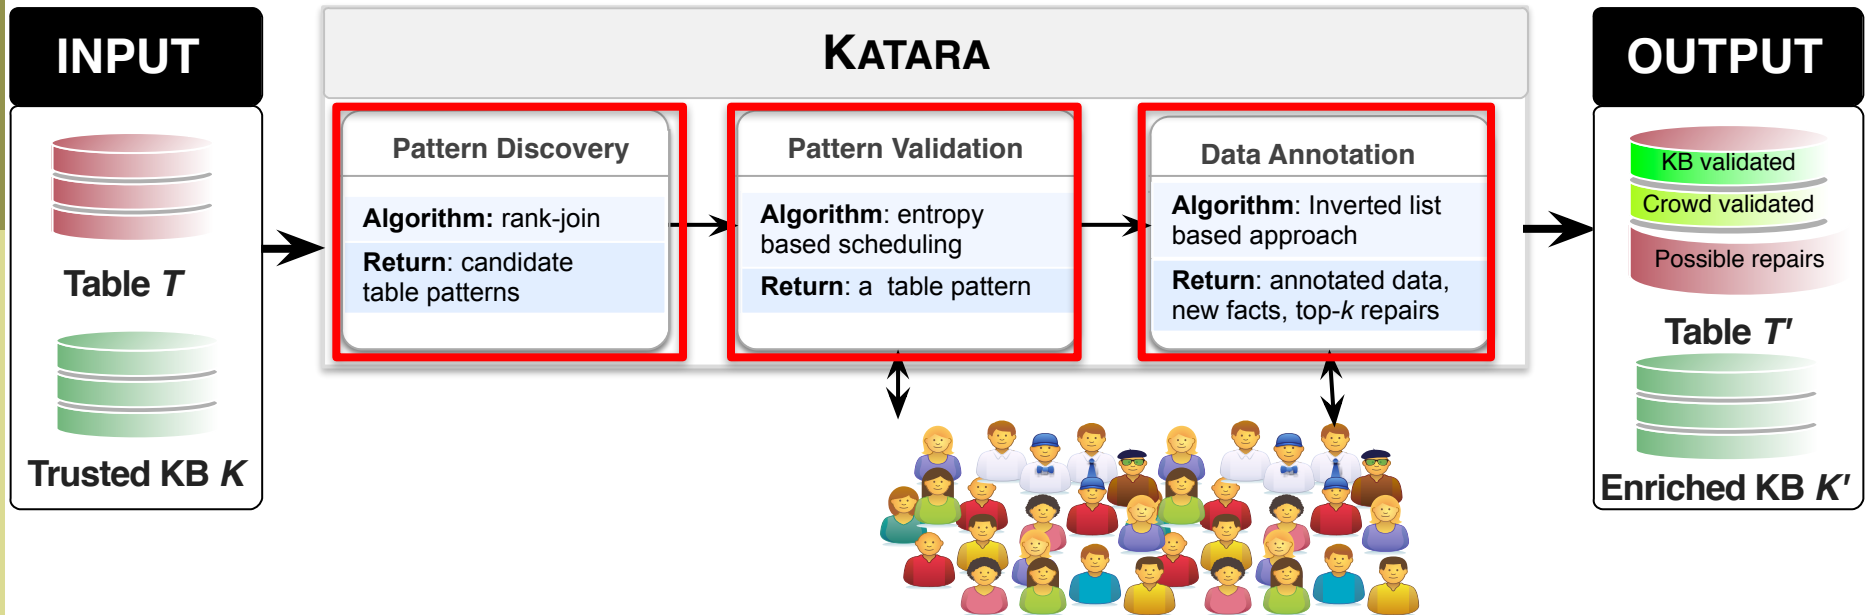 INPUT
Table T
Trusted KB K
KATARA
Pattern Discovery
Algorithm: rank-join
Return: candidate
table patterns
Pattern Validation
Algorithm: entropy
based scheduling
Return: a table pattern
Data Annotation
Algorithm: Inverted list
based approach
Return: annotated data,
new facts, top-k repairs
OUTPUT
KB validated
Crowd validated
Possible repairs
Table T'
Enriched KB K'